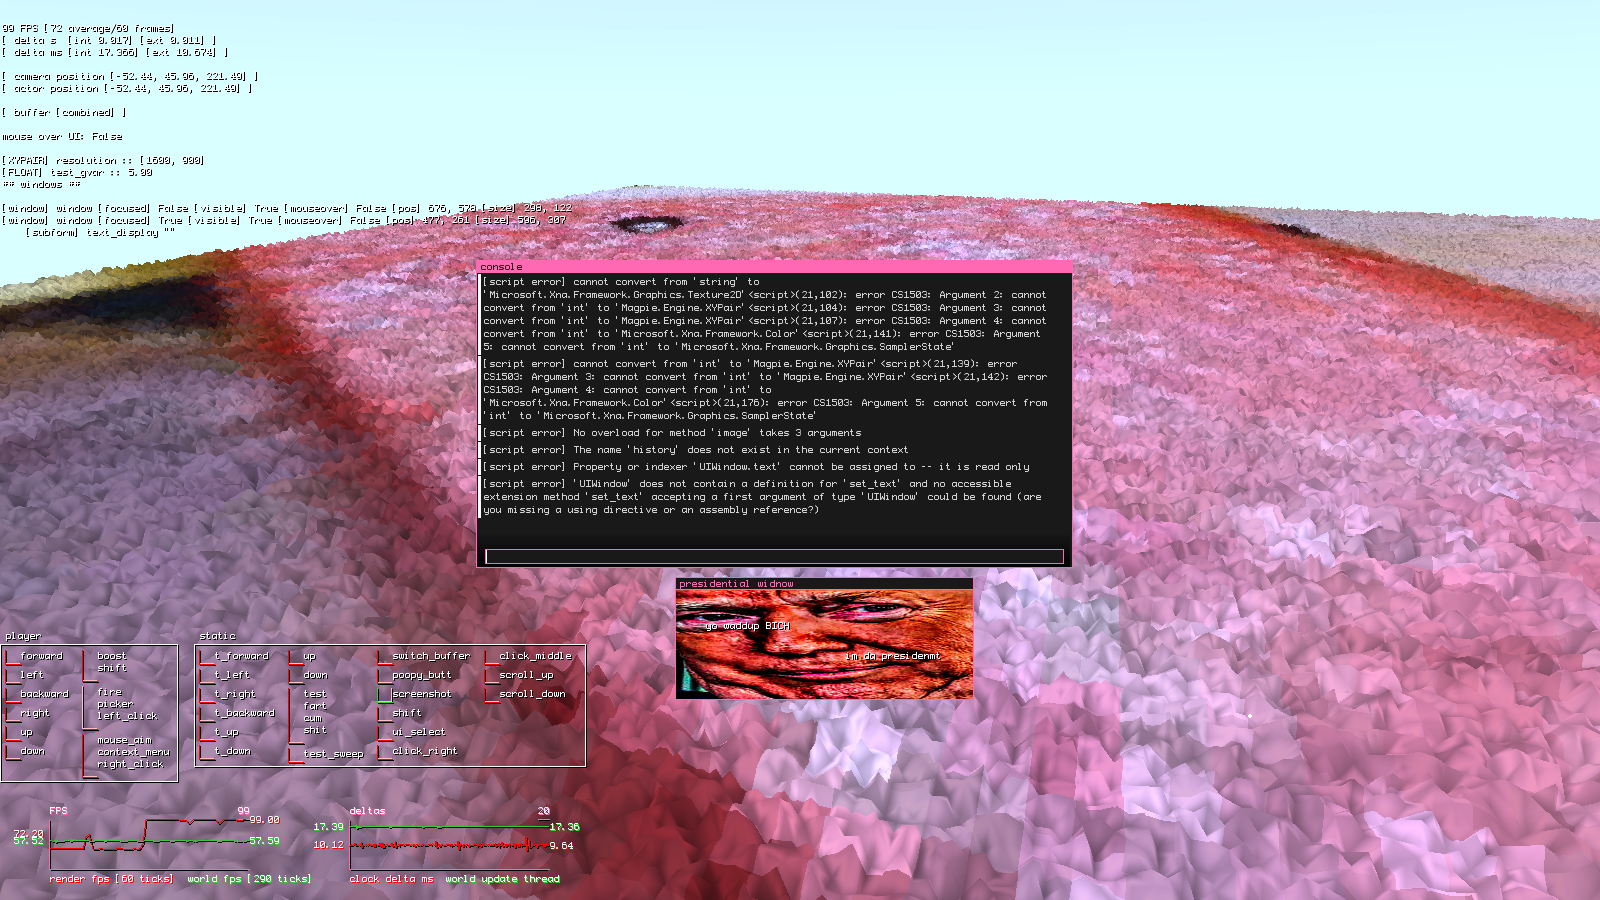 99 FPS [72 average/60 frames]
[ delta s  [int 0.017] [ext 0.011] ]
[ delta ms [int 17.366] [ext 10.674] ]
[ camera position [-52.44, 45.96, 221.49] ]
[ actor position [-52.44, 45.96, 221.49] ]
[ buffer [combined] ]
mouse over UI: False
[XYPAIR] resolution :: [1600, 900]
[FLOAT] test_gvar :: 5.00
## windows ##
[window] window [focused] False [visible] True [mouseover] False [pos] 676, 578 [size] 298, 122
[window] window [focused] True [visible] True [mouseover] False [pos] 477, 261 [size] 596, 307
[subform] text_display ""
console
[script error] cannot convert from 'string' to
'Microsoft.Xna.Framework.Graphics.Texture2D'<script>(21,102): error CS1503: Argument 2: cannot
convert from 'int' to 'Magpie.Engine.XYPair'<script>(21,104): error CS1503: Argument 3: cannot
convert from 'int' to 'Magpie.Engine.XYPair'<script>(21,107): error CS1503: Argument 4: cannot
convert from 'int' to 'Microsoft.Xna.Framework.Color'<script>(21,141): error CS1503: Argument
5: cannot convert from 'int' to 'Microsoft.Xna.Framework.Graphics.SamplerState'
[script error] cannot convert from 'int' to 'Magpie.Engine.XYPair'<script>(21,139): error
CS1503: Argument 3: cannot convert from 'int' to 'Magpie.Engine.XYPair'<script>(21,142): error
CS1503: Argument 4: cannot convert from 'int' to
'Microsoft.Xna.Framework.Color'<script>(21,176): error CS1503: Argument 5: cannot convert from
'int' to 'Microsoft.Xna.Framework.Graphics.SamplerState'
[script error] No overload for method 'image' takes 3 arguments
[script error] The name 'history' does not exist in the current context
[script error] Property or indexer 'UIWindow.text' cannot be assigned to -- it is read only
[script error] 'UIWindow' does not contain a definition for 'set_text' and no accessible
extension method 'set_text' accepting a first argument of type 'UIWindow' could be found (are
you missing a using directive or an assembly reference?)
presidential widnow
yo waddup BICH
im da presidenmt
player
forward
left
backward
right
up
down
boost
shift
fire
picker
left_click
mouse_aim
context_menu
right_click
static
t_forward
t_left
t_right
t_backward
t_up
t_down
up
down
test
fart
cum
shit
test_sweep
switch_buffer
poopy_butt
screenshot
shift
ui_select
click_right
click_middle
scroll_up
scroll_down
FPS 99
72.20
57.52
99.00
57.59
render fps [60 ticks] world fps [290 ticks]
deltas 20
17.39
10.12
17.36
9.64
clock delta ms world update thread